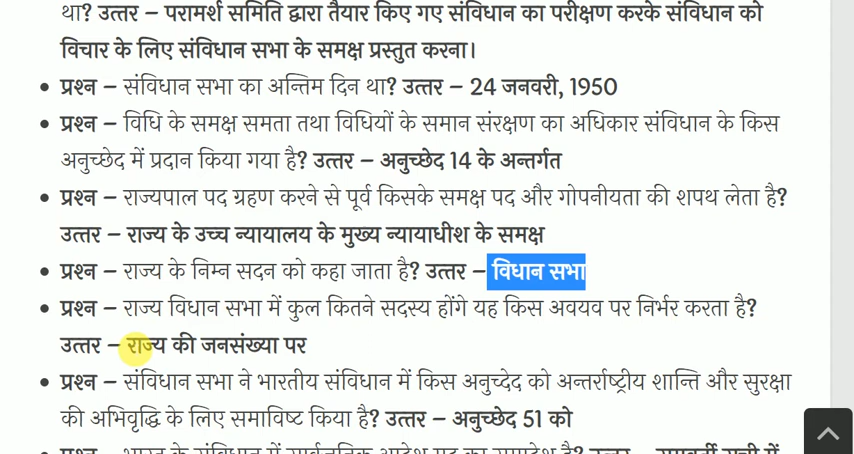 था? उत्तर – परामर्श समिति द्वारा तैयार किए गए संविधान का परीक्षण करके संविधान को
विचार के लिए संविधान सभा के समक्ष प्रस्तुत करना।
• प्रश्न – संविधान सभा का अन्तिम दिन था? उत्तर – 24 जनवरी, 1950
• प्रश्न – विधि के समक्ष समता तथा विधियों के समान संरक्षण का अधिकार संविधान के किस
अनुच्छेद में प्रदान किया गया है? उत्तर – अनुच्छेद 14 के अन्तर्गत
• प्रश्न – राज्यपाल पद ग्रहण करने से पूर्व किसके समक्ष पद और गोपनीयता की शपथ लेता है?
उत्तर – राज्य के उच्च न्यायालय के मुख्य न्यायाधीश के समक्ष
• प्रश्न – राज्य के निम्न सदन को कहा जाता है? उत्तर – विधान सभा
• प्रश्न – राज्य विधान सभा में कुल कितने सदस्य होंगे यह किस अवयव पर निर्भर करता है?
उत्तर – राज्य की जनसंख्या पर
• प्रश्न – संविधान सभा ने भारतीय संविधान में किस अनुच्देद को अन्तर्राष्ट्रीय शान्ति और सुरक्षा
की अभिवृद्धि के लिए समाविष्ट किया है? उत्तर – अनुच्छेद 51 को
• प्रश्न – भारत के संविधान में